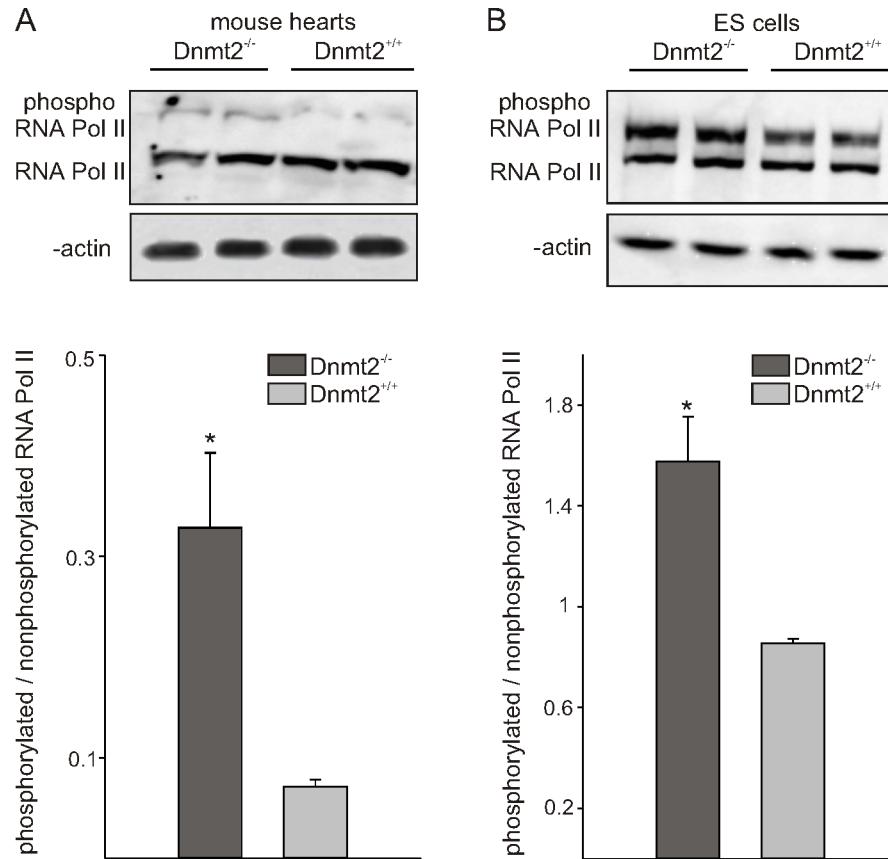 A
mouse hearts
Dnmt2-/- Dnmt2+/+
phospho
RNA Pol II
RNA Pol II
-actin
phosphorylated / nonphosphorylated RNA Pol II
0.5
0.3
0.1
Dnmt2-/-
Dnmt2+/+
*
B
ES cells
Dnmt2-/- Dnmt2+/+
phospho
RNA Pol II
RNA Pol II
-actin
phosphorylated / nonphosphorylated RNA Pol II
1.8
1.4
1
0.6
0.2
Dnmt2-/-
Dnmt2+/+
*